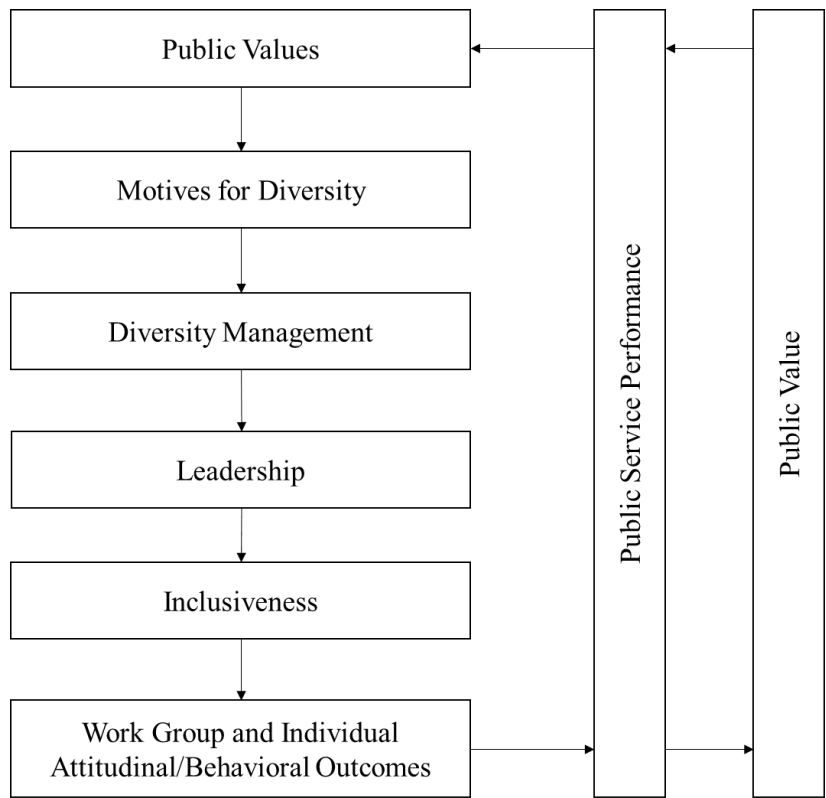 Public Values
Motives for Diversity
Diversity Management
Leadership
Inclusiveness
Work Group and Individual
Attitudinal/Behavioral Outcomes
Public Service Performance
Public Value